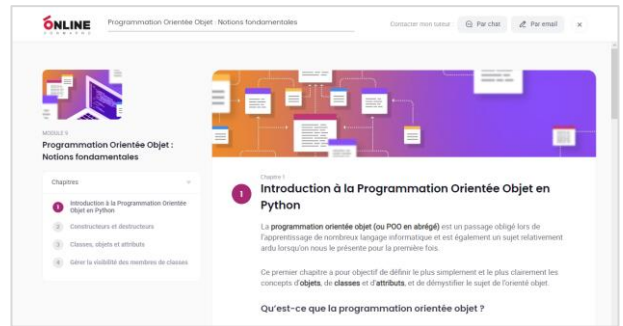 ÖNLINE
FORMAPRO
Programmation Orientée Objet : Notions fondamentales
Contacter mon tuteur :
Par chat
Par email
×
MODULE 6
Programmation Orientée Objet :
Notions fondamentales
Chapitres
1 Introduction à la Programmation Orientée
Objet en Python
2 Constructeurs et destructeurs
3 Classes, objets et attributs
4 Gérer la visibilité des membres de classes
Chapitre 1
1 Introduction à la Programmation Orientée Objet en
Python
La programmation orientée objet (ou POO en abrégé) est un passage obligé lors de
l'apprentissage de nombreux langage informatique et est également un sujet relativement
ardu lorsqu'on nous le présente pour la première fois.
Ce premier chapitre a pour objectif de définir le plus simplement et le plus clairement les
concepts d'objets, de classes et d'attributs, et de démystifier le sujet de l'orienté objet.
Qu'est-ce que la programmation orientée objet ?